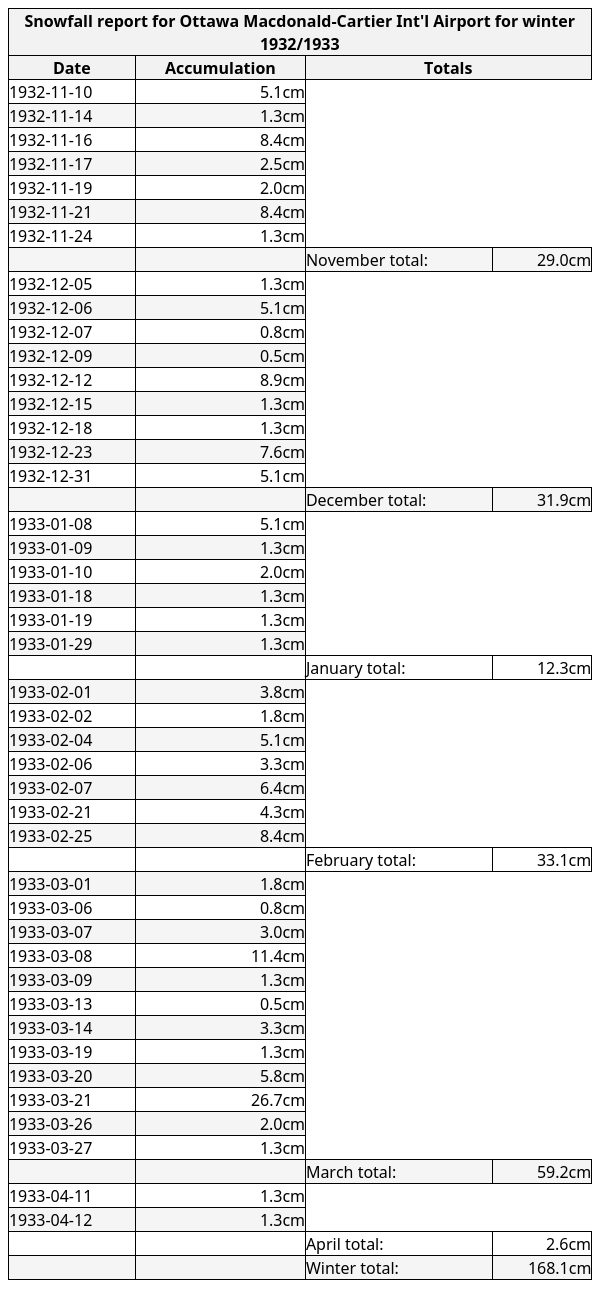 Snowfall report for Ottawa Macdonald-Cartier Int'l Airport for winter
1932/1933
Date Accumulation Totals
1932-11-10 5.1cm
1932-11-14 1.3cm
1932-11-16 8.4cm
1932-11-17 2.5cm
1932-11-19 2.0cm
1932-11-21 8.4cm
1932-11-24 1.3cm
November total: 29.0cm
1932-12-05 1.3cm
1932-12-06 5.1cm
1932-12-07 0.8cm
1932-12-09 0.5cm
1932-12-12 8.9cm
1932-12-15 1.3cm
1932-12-18 1.3cm
1932-12-23 7.6cm
1932-12-31 5.1cm
December total: 31.9cm
1933-01-08 5.1cm
1933-01-09 1.3cm
1933-01-10 2.0cm
1933-01-18 1.3cm
1933-01-19 1.3cm
1933-01-29 1.3cm
January total: 12.3cm
1933-02-01 3.8cm
1933-02-02 1.8cm
1933-02-04 5.1cm
1933-02-06 3.3cm
1933-02-07 6.4cm
1933-02-21 4.3cm
1933-02-25 8.4cm
February total: 33.1cm
1933-03-01 1.8cm
1933-03-06 0.8cm
1933-03-07 3.0cm
1933-03-08 11.4cm
1933-03-09 1.3cm
1933-03-13 0.5cm
1933-03-14 3.3cm
1933-03-19 1.3cm
1933-03-20 5.8cm
1933-03-21 26.7cm
1933-03-26 2.0cm
1933-03-27 1.3cm
March total: 59.2cm
1933-04-11 1.3cm
1933-04-12 1.3cm
April total: 2.6cm
Winter total: 168.1cm